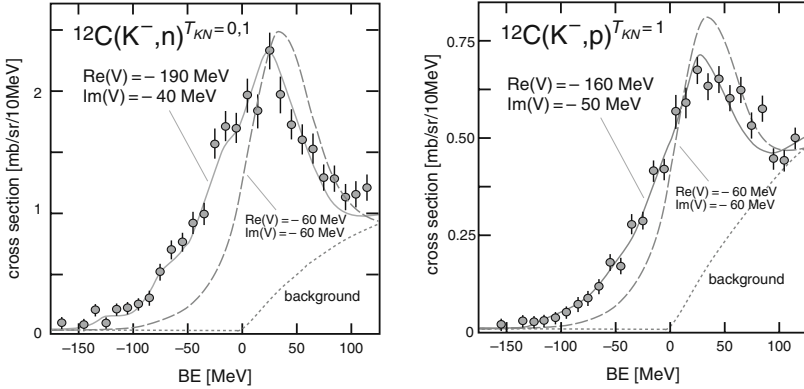 ¹²C(K⁻,n)ᵀᴷᴺ⁼⁰,¹
Re(V)=− 190 MeV
Im(V)=− 40 MeV
Re(V)=− 60 MeV
Im(V)=− 60 MeV
background
cross section [mb/sr/10MeV]
2
1
0
−150
−100
−50
0
50
100
BE [MeV]
¹²C(K⁻,p)ᵀᴷᴺ⁼¹
Re(V)=− 160 MeV
Im(V)=− 50 MeV
Re(V)=− 60 MeV
Im(V)=− 60 MeV
background
cross section [mb/sr/10MeV]
0.75
0.50
0.25
0
−150
−100
−50
0
50
100
BE [MeV]